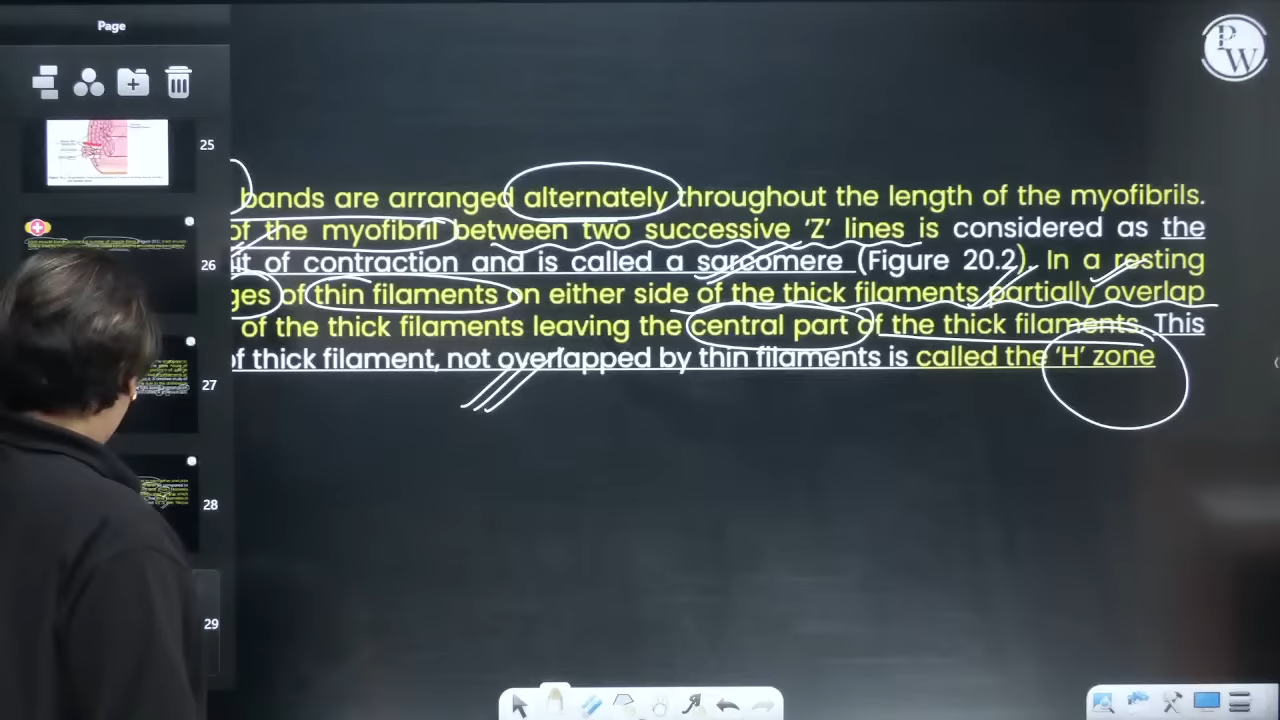 Page
PW
25
26
27
28
29
bands are arranged alternately throughout the length of the myofibrils.
of the myofibril between two successive ‘Z’ lines is considered as the
of contraction and is called a sarcomere (Figure 20.2). In a resting
of thin filaments on either side of the thick filaments partially overlap
of the thick filaments leaving the central part of the thick filaments. This
of thick filament, not overlapped by thin filaments is called the ‘H’ zone